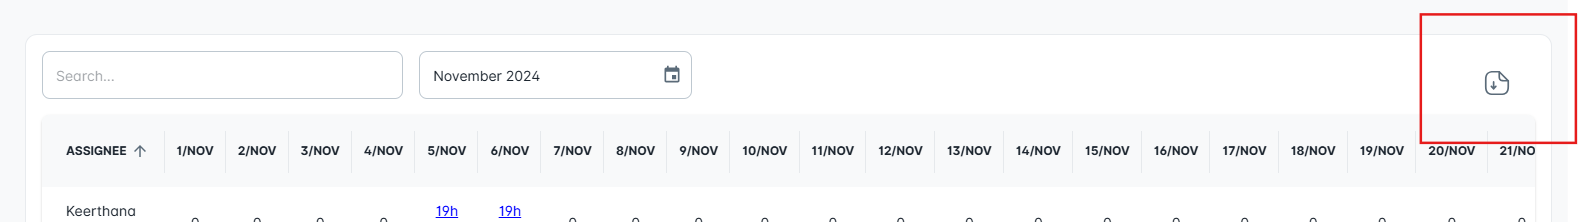 Search...
November 2024
ASSIGNEE 1/NOV 2/NOV 3/NOV 4/NOV 5/NOV 6/NOV 7/NOV 8/NOV 9/NOV 10/NOV 11/NOV 12/NOV 13/NOV 14/NOV 15/NOV 16/NOV 17/NOV 18/NOV 19/NOV 20/NOV 21/NO
Keerthana 19h 19h